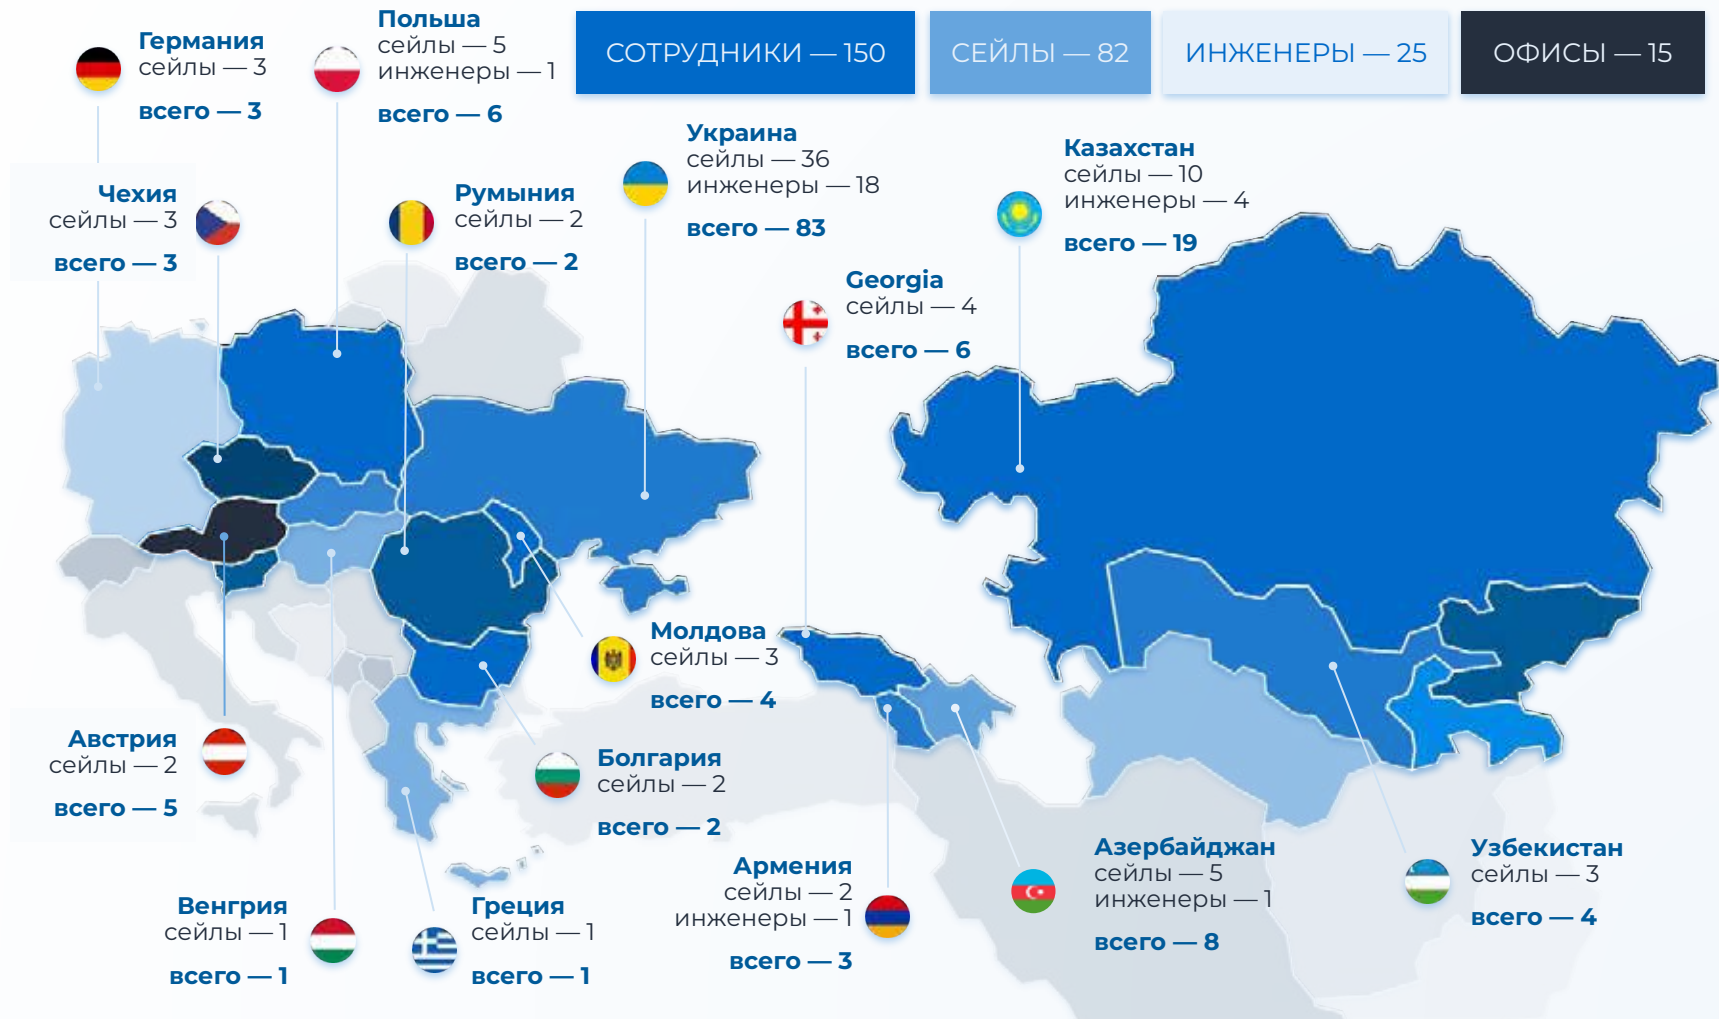 СОТРУДНИКИ — 150
СЕЙЛЫ — 82
ИНЖЕНЕРЫ — 25
ОФИСЫ — 15
Германия
сейлы — 3
всего — 3
Польша
сейлы — 5
инженеры — 1
всего — 6
Украина
сейлы — 36
инженеры — 18
всего — 83
Казахстан
сейлы — 10
инженеры — 4
всего — 19
Чехия
сейлы — 3
всего — 3
Румыния
сейлы — 2
всего — 2
Georgia
сейлы — 4
всего — 6
Молдова
сейлы — 3
всего — 4
Австрия
сейлы — 2
всего — 5
Болгария
сейлы — 2
всего — 2
Армения
сейлы — 2
инженеры — 1
всего — 3
Азербайджан
сейлы — 5
инженеры — 1
всего — 8
Узбекистан
сейлы — 3
всего — 4
Венгрия
сейлы — 1
всего — 1
Греция
сейлы — 1
всего — 1